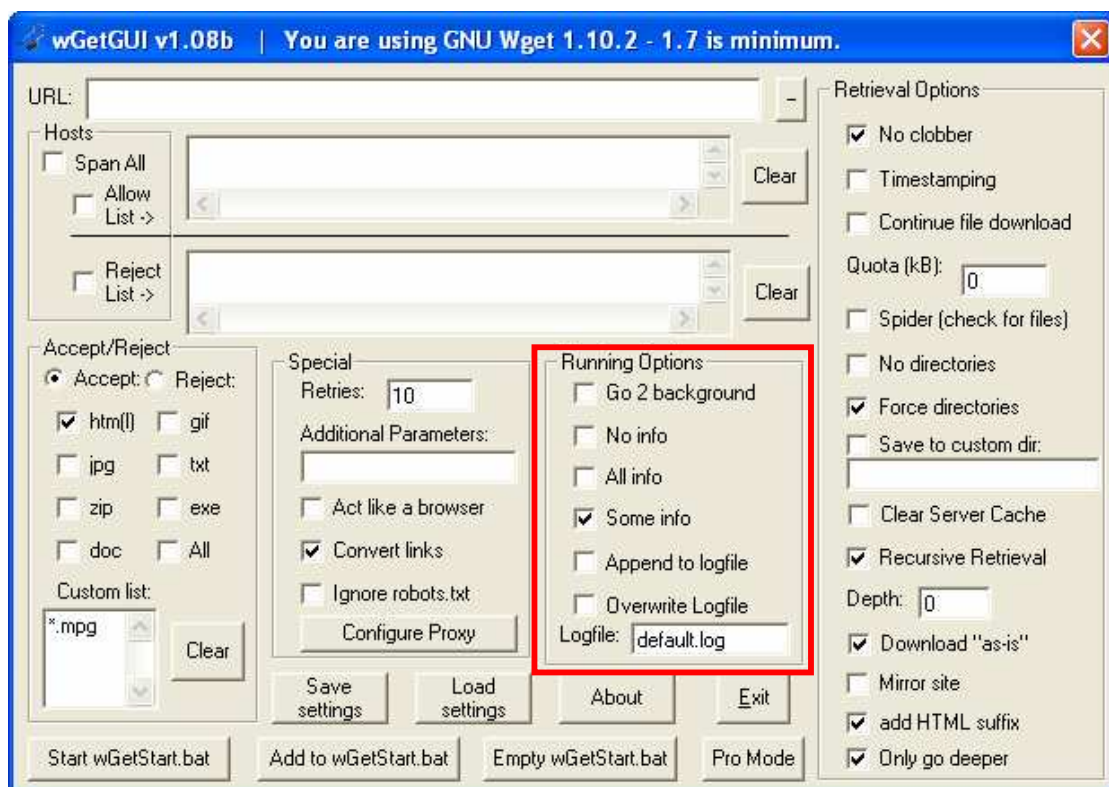 wGetGUI v1.08b | You are using GNU Wget 1.10.2 - 1.7 is minimum.
URL:
-
Hosts
Span All
Allow
List ->
Clear
Reject
List ->
Clear
Accept/Reject
Accept:
Reject:
htm(l)
gif
jpg
txt
zip
exe
doc
All
Custom list:
*.mpg
Clear
Special
Retries: 10
Additional Parameters:
Act like a browser
Convert links
Ignore robots.txt
Configure Proxy
Running Options
Go 2 background
No info
All info
Some info
Append to logfile
Overwrite Logfile
Logfile: default.log
Save
settings
Load
settings
About
Exit
Start wGetStart.bat
Add to wGetStart.bat
Empty wGetStart.bat
Pro Mode
Retrieval Options
No clobber
Timestamping
Continue file download
Quota (kB): 0
Spider (check for files)
No directories
Force directories
Save to custom dir:
Clear Server Cache
Recursive Retrieval
Depth: 0
Download "as-is"
Mirror site
add HTML suffix
Only go deeper